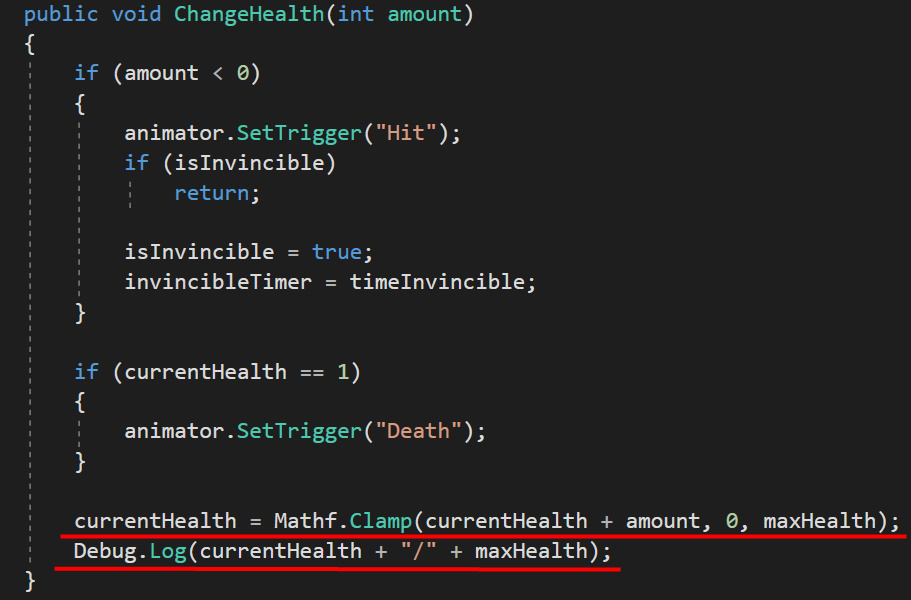 public void ChangeHealth(int amount)
{
if (amount < 0)
{
animator.SetTrigger("Hit");
if (isInvincible)
return;
isInvincible = true;
invincibleTimer = timeInvincible;
}
if (currentHealth == 1)
{
animator.SetTrigger("Death");
}
currentHealth = Mathf.Clamp(currentHealth + amount, 0, maxHealth);
Debug.Log(currentHealth + "/" + maxHealth);
}